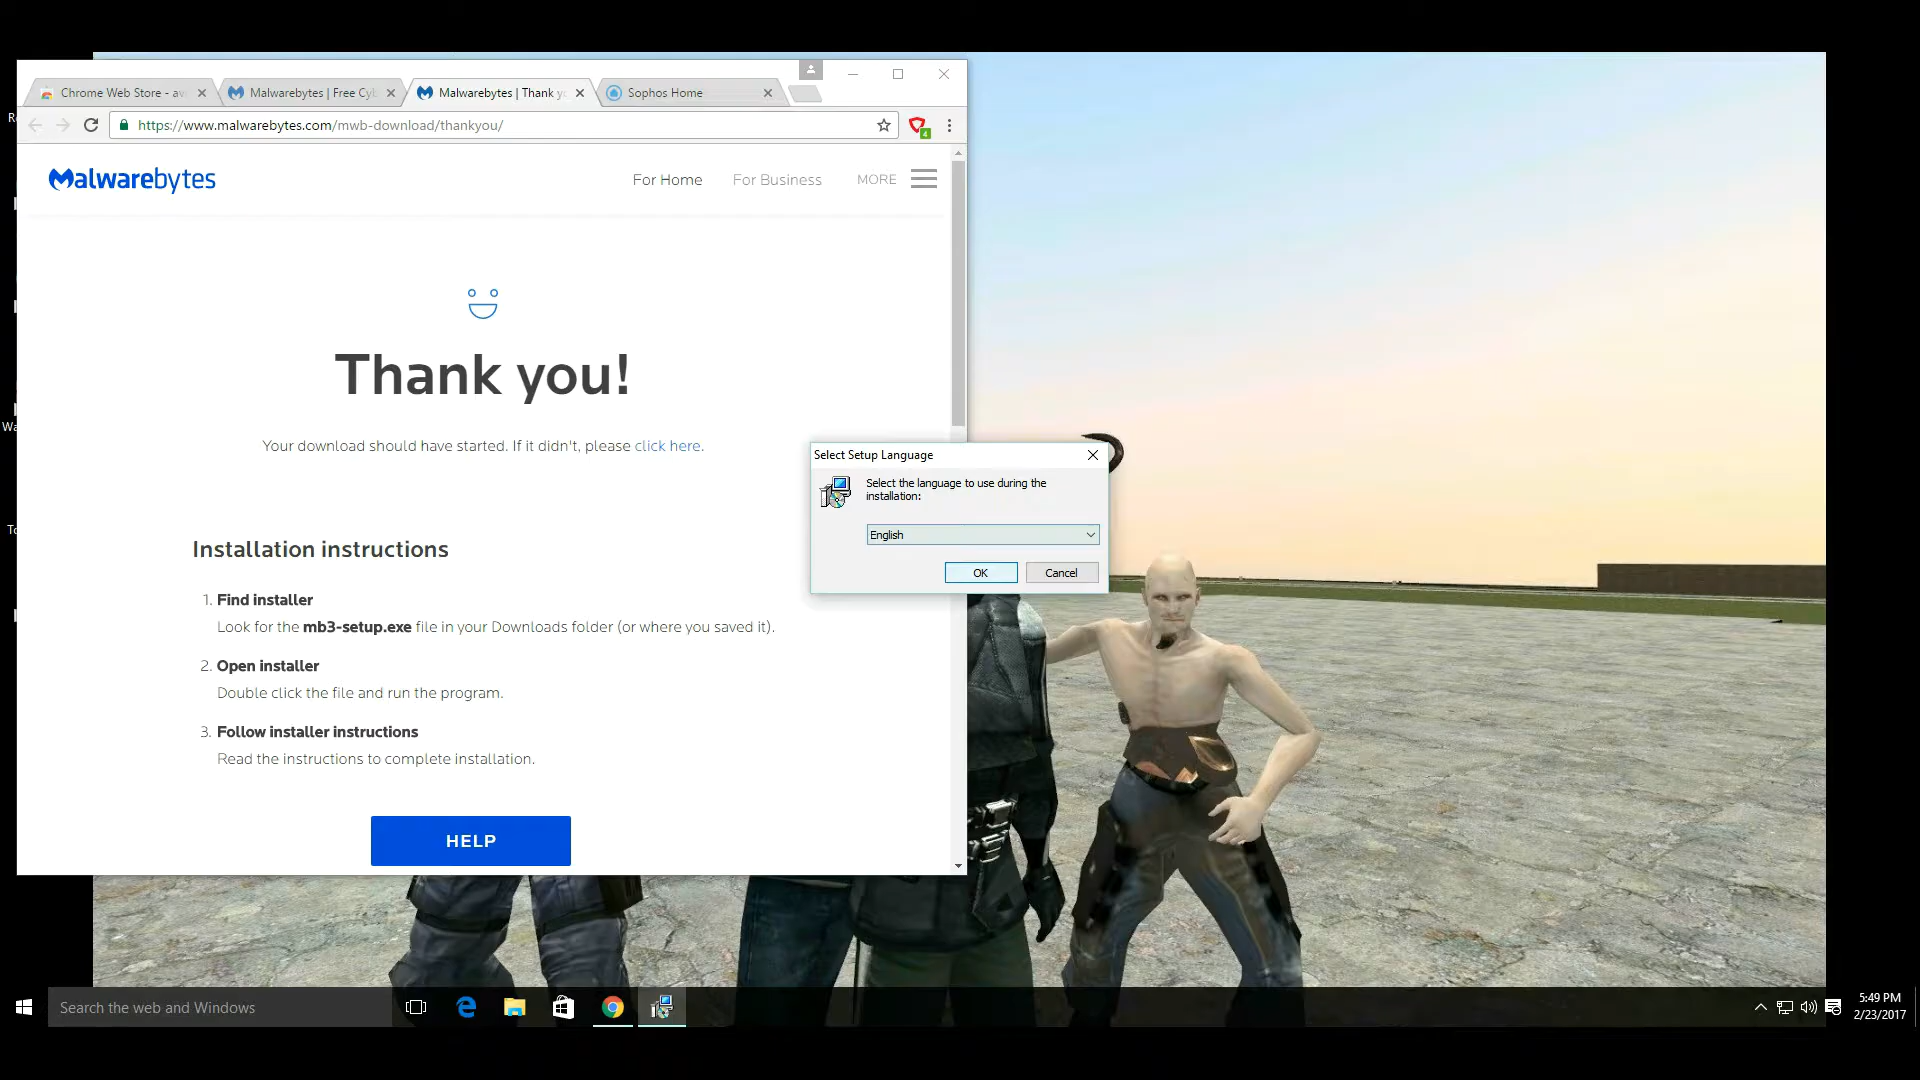 Chrome Web Store - av
Malwarebytes | Free Cyb
Malwarebytes | Thank yo
Sophos Home
https://www.malwarebytes.com/mwb-download/thankyou/
4
Malwarebytes
For Home
For Business
MORE
Thank you!
Your download should have started. If it didn't, please click here.
Select Setup Language
Select the language to use during the
installation:
English
OK
Cancel
Installation instructions
1. Find installer
Look for the mb3-setup.exe file in your Downloads folder (or where you saved it).
2. Open installer
Double click the file and run the program.
3. Follow installer instructions
Read the instructions to complete installation.
HELP
Search the web and Windows
5:49 PM
2/23/2017